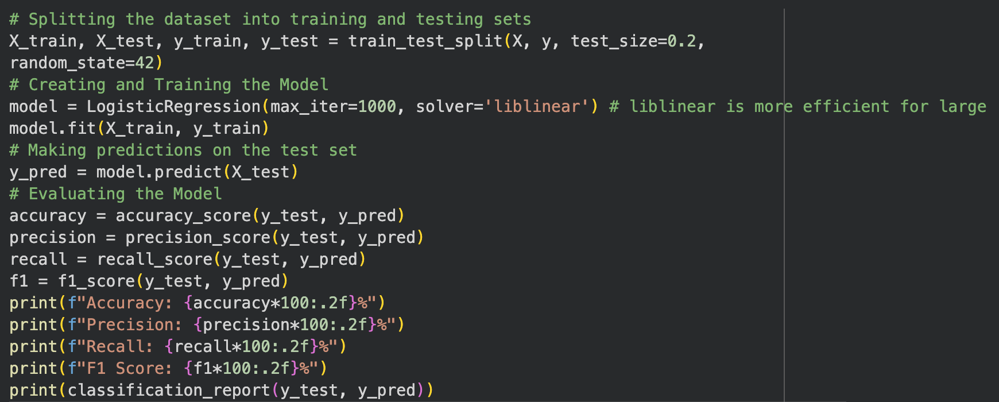 # Splitting the dataset into training and testing sets
X_train, X_test, y_train, y_test = train_test_split(X, y, test_size=0.2,
random_state=42)
# Creating and Training the Model
model = LogisticRegression(max_iter=1000, solver='liblinear') # liblinear is more efficient for large
model.fit(X_train, y_train)
# Making predictions on the test set
y_pred = model.predict(X_test)
# Evaluating the Model
accuracy = accuracy_score(y_test, y_pred)
precision = precision_score(y_test, y_pred)
recall = recall_score(y_test, y_pred)
f1 = f1_score(y_test, y_pred)
print(f"Accuracy: {accuracy*100:.2f}%")
print(f"Precision: {precision*100:.2f}%")
print(f"Recall: {recall*100:.2f}%")
print(f"F1 Score: {f1*100:.2f}%")
print(classification_report(y_test, y_pred))